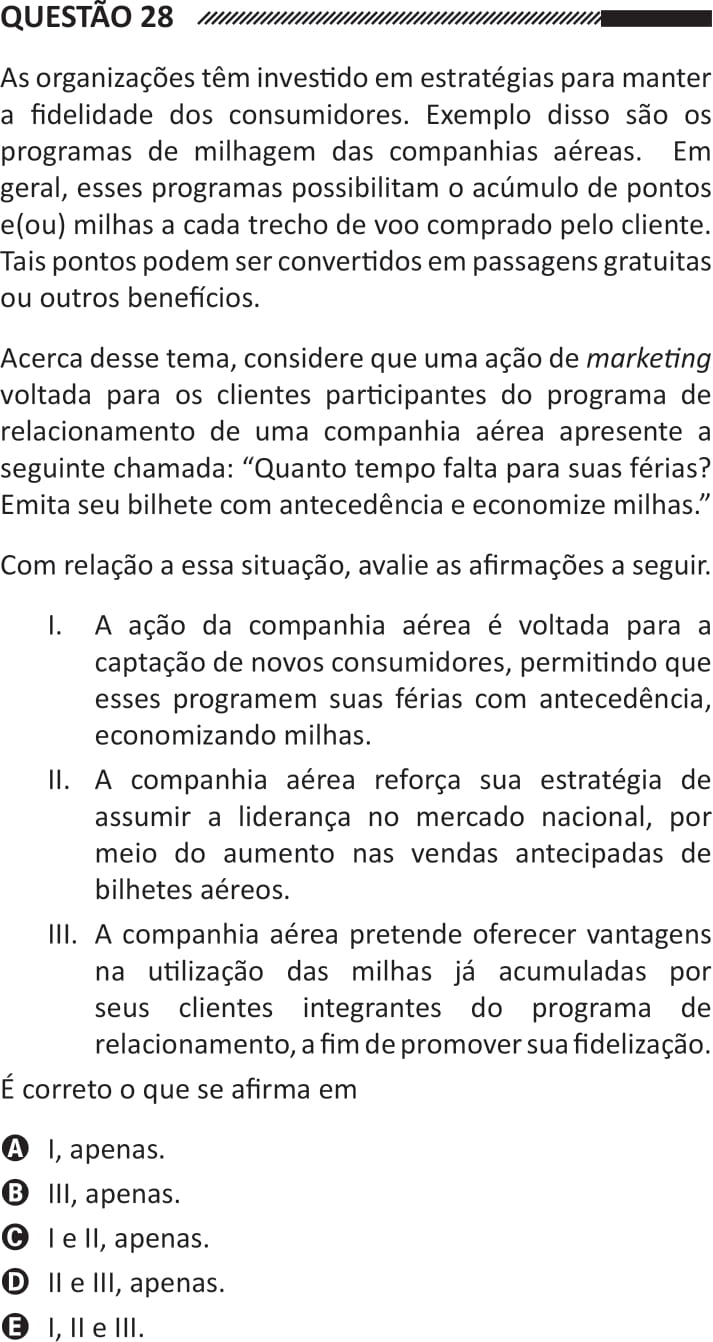 QUESTÃO 28
As organizações têm investido em estratégias para manter
a fidelidade dos consumidores. Exemplo disso são os
programas de milhagem das companhias aéreas. Em
geral, esses programas possibilitam o acúmulo de pontos
e(ou) milhas a cada trecho de voo comprado pelo cliente.
Tais pontos podem ser convertidos em passagens gratuitas
ou outros benefícios.
Acerca desse tema, considere que uma ação de marketing
voltada para os clientes participantes do programa de
relacionamento de uma companhia aérea apresente a
seguinte chamada: “Quanto tempo falta para suas férias?
Emita seu bilhete com antecedência e economize milhas.”
Com relação a essa situação, avalie as afirmações a seguir.
I. A ação da companhia aérea é voltada para a
captação de novos consumidores, permitindo que
esses programem suas férias com antecedência,
economizando milhas.
II. A companhia aérea reforça sua estratégia de
assumir a liderança no mercado nacional, por
meio do aumento nas vendas antecipadas de
bilhetes aéreos.
III. A companhia aérea pretende oferecer vantagens
na utilização das milhas já acumuladas por
seus clientes integrantes do programa de
relacionamento, a fim de promover sua fidelização.
É correto o que se afirma em
A I, apenas.
B III, apenas.
C I e II, apenas.
D II e III, apenas.
E I, II e III.